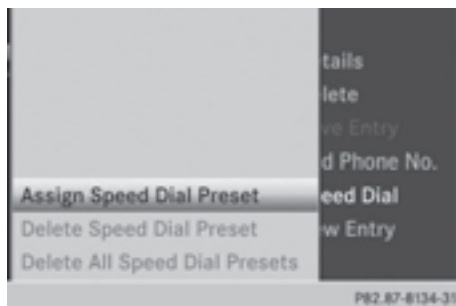 tails
lete
ve Entry
d Phone No.
Assign Speed Dial Preset
eed Dial
Delete Speed Dial Preset
w Entry
Delete All Speed Dial Presets
P82.87-8134-31